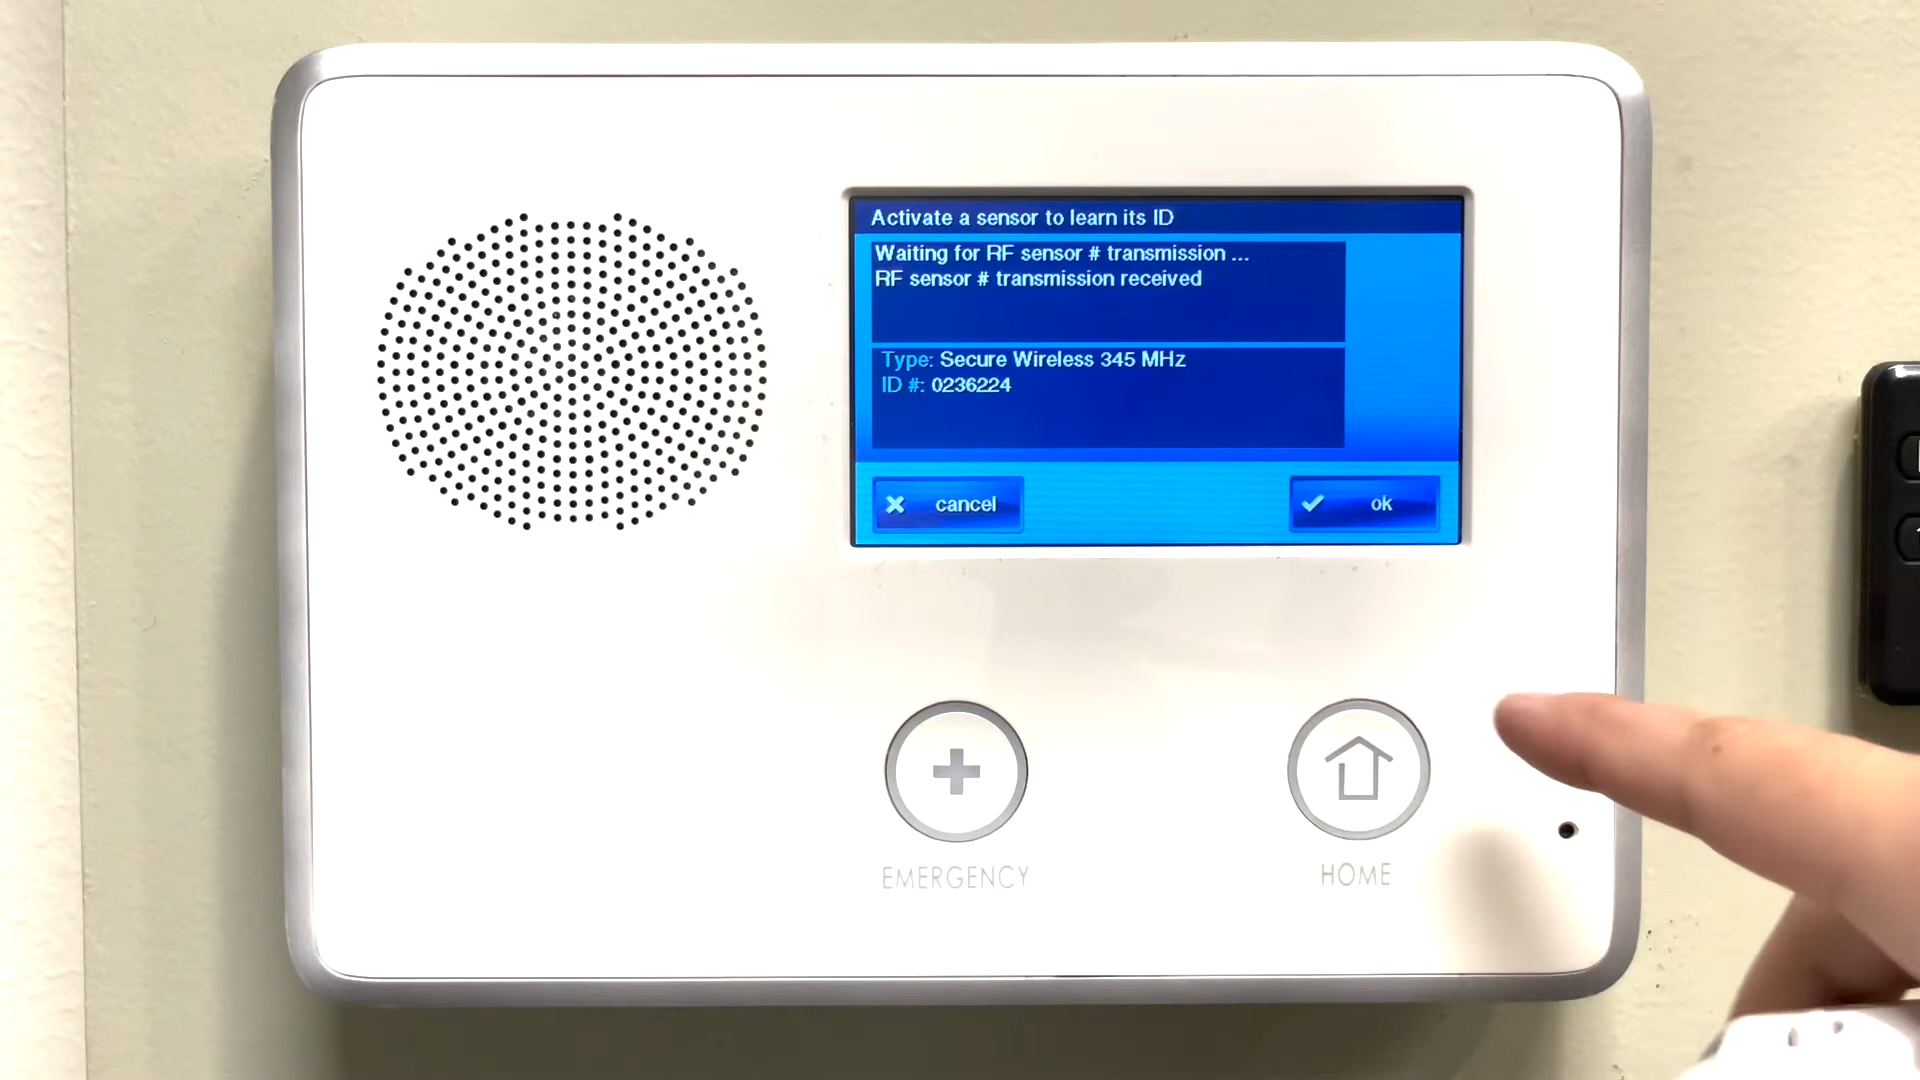 Activate a sensor to learn its ID
Waiting for RF sensor # transmission ...
RF sensor # transmission received
Type: Secure Wireless 345 MHz
ID #: 0236224
cancel
ok
EMERGENCY
HOME